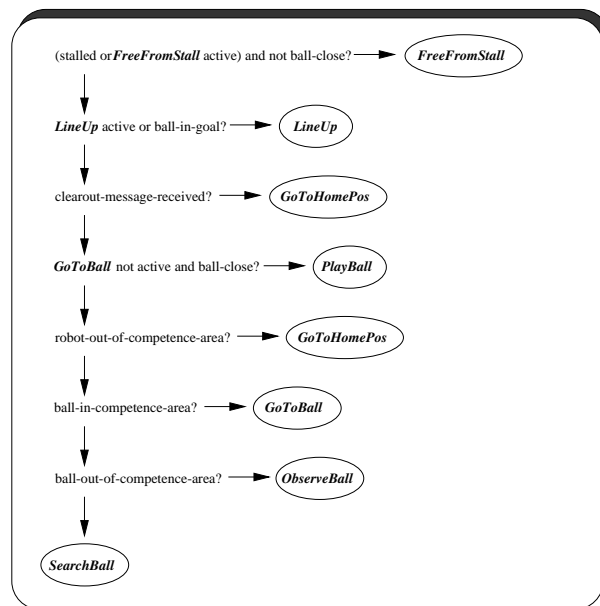 (stalled or FreeFromStall active) and not ball-close? FreeFromStall
LineUp active or ball-in-goal? LineUp
clearout-message-received? GoToHomePos
GoToBall not active and ball-close? PlayBall
robot-out-of-competence-area? GoToHomePos
ball-in-competence-area? GoToBall
ball-out-of-competence-area? ObserveBall
SearchBall